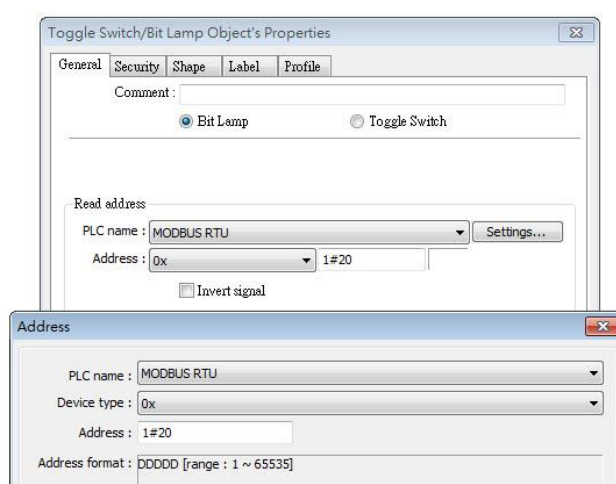 Toggle Switch/Bit Lamp Object's Properties
General Security Shape Label Profile
Comment :
Bit Lamp Toggle Switch
Read address
PLC name : MODBUS RTU Settings...
Address : 0x 1#20
Invert signal
Address
PLC name : MODBUS RTU
Device type : 0x
Address : 1#20
Address format : DDDDD [range : 1 ~ 65535]